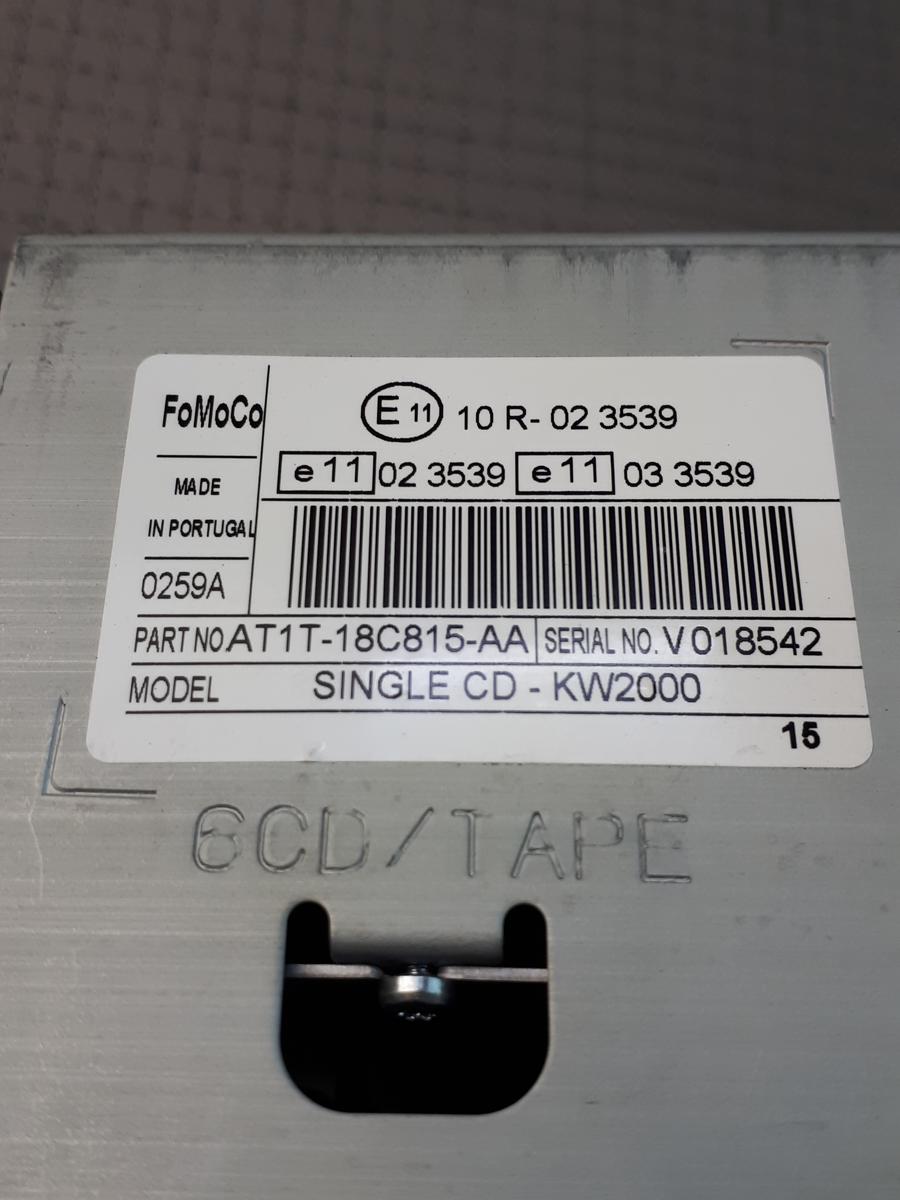 FoMoCo
MADE
IN PORTUGAL
0259A
E 11 10 R- 02 3539
e 11 02 3539 e 11 03 3539
PART NO. AT1T-18C815-AA SERIAL NO. V 018542
MODEL SINGLE CD - KW2000
15
6CD/TAPE